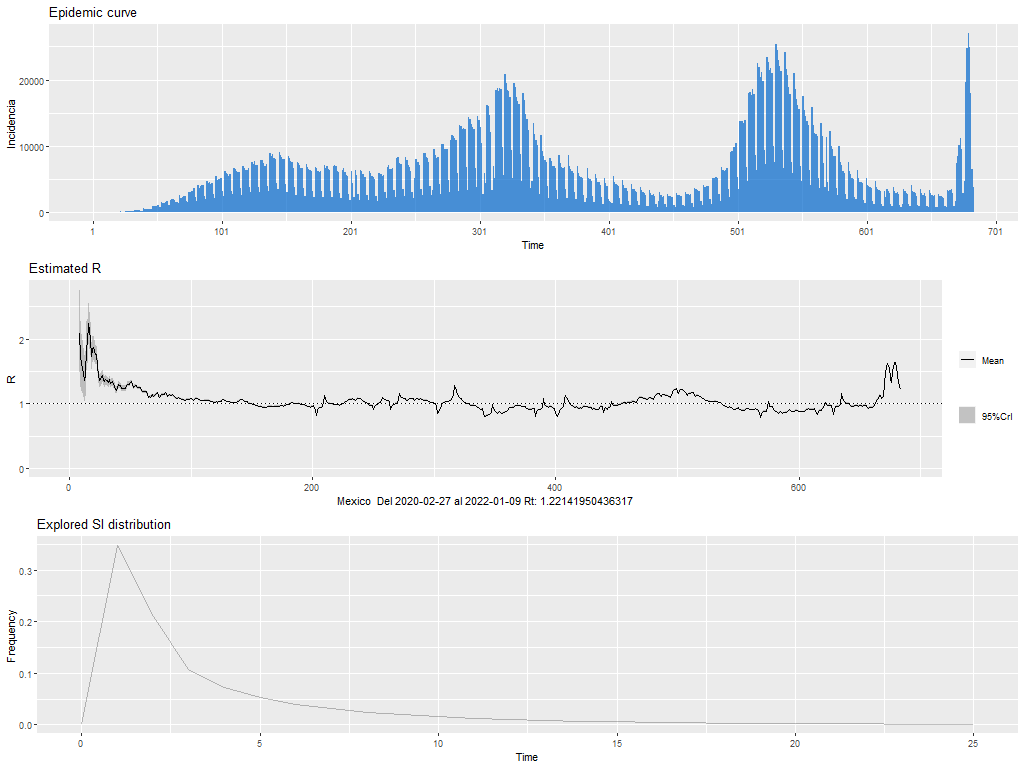 Epidemic curve
Incidencia
20000
10000
0
1 101 201 301 401 501 601 701
Time
Estimated R
R
2
1
0
0 200 400 600
Mexico Del 2020-02-27 al 2022-01-09 Rt: 1.22141950436317
Mean
95%CrI
Explored SI distribution
Frequency
0.3
0.2
0.1
0.0
0 5 10 15 20 25
Time